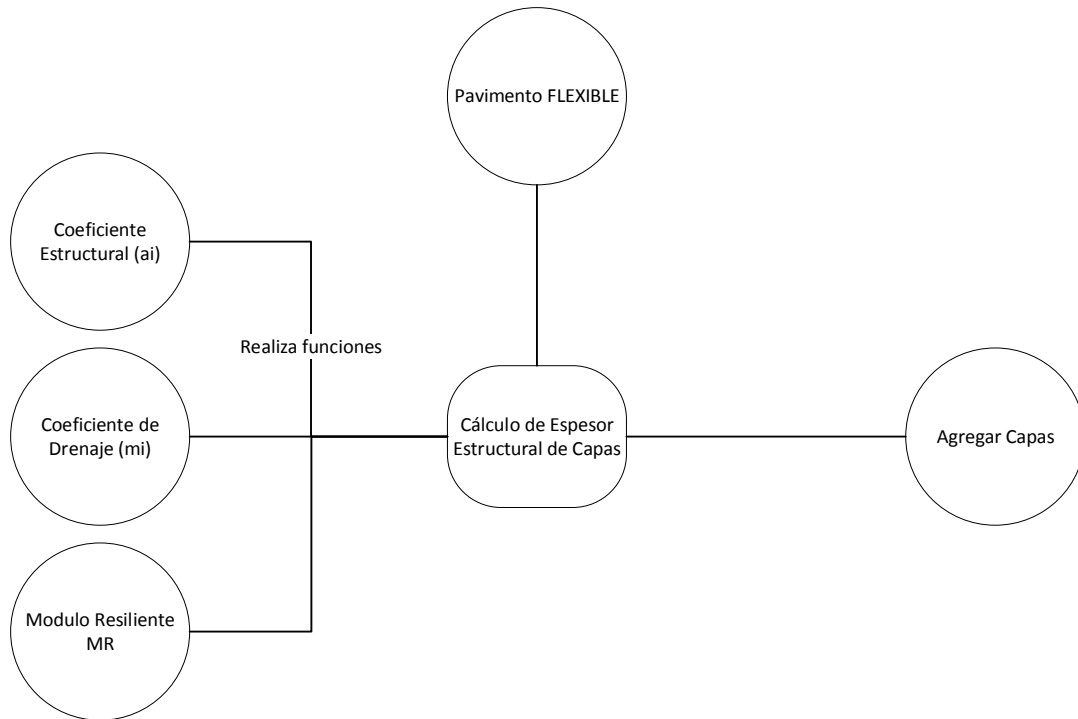 Pavimento FLEXIBLE
Coeficiente
Estructural (ai)
Realiza funciones
Coeficiente de
Drenaje (mi)
Cálculo de Espesor
Estructural de Capas
Agregar Capas
Modulo Resiliente
MR